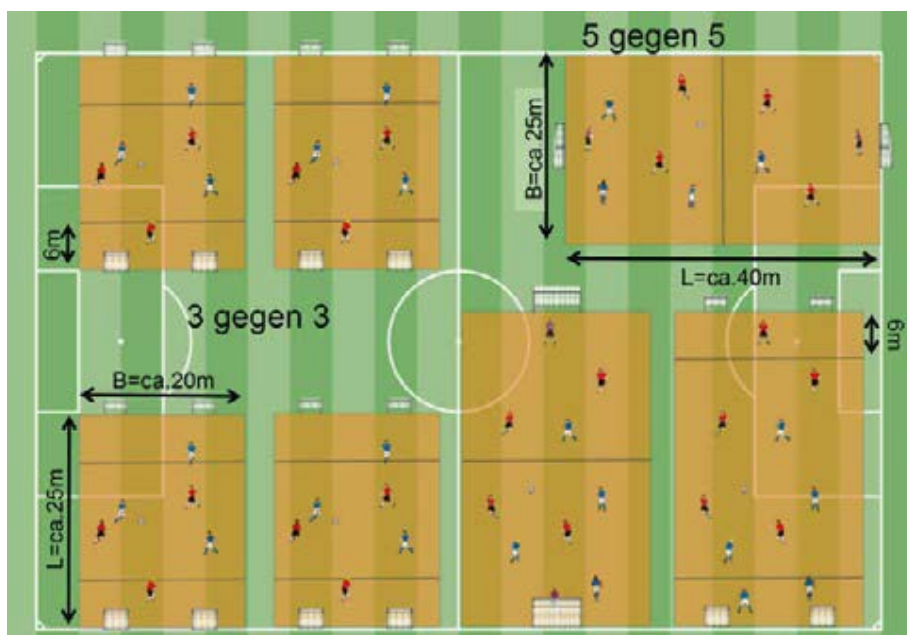 5 gegen 5
B=ca.25m
6m
L=ca.40m
3 gegen 3
6m
B=ca.20m
L=ca.25m